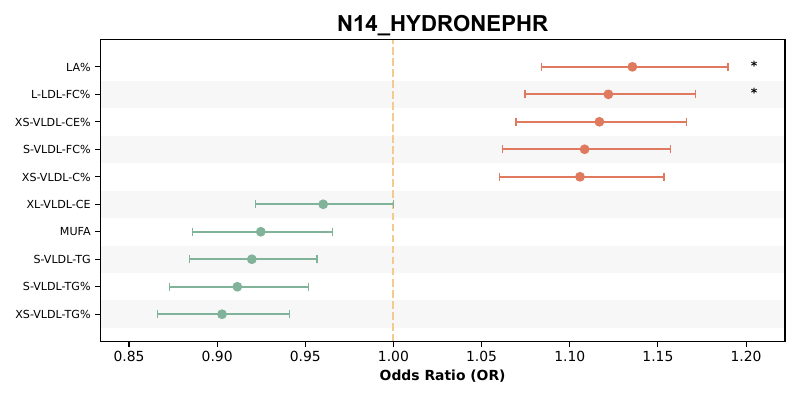 N14_HYDRONEPHR
LA%
*
L-LDL-FC%
*
XS-VLDL-CE%
S-VLDL-FC%
XS-VLDL-C%
XL-VLDL-CE
MUFA
S-VLDL-TG
S-VLDL-TG%
XS-VLDL-TG%
0.85 0.90 0.95 1.00 1.05 1.10 1.15 1.20
Odds Ratio (OR)